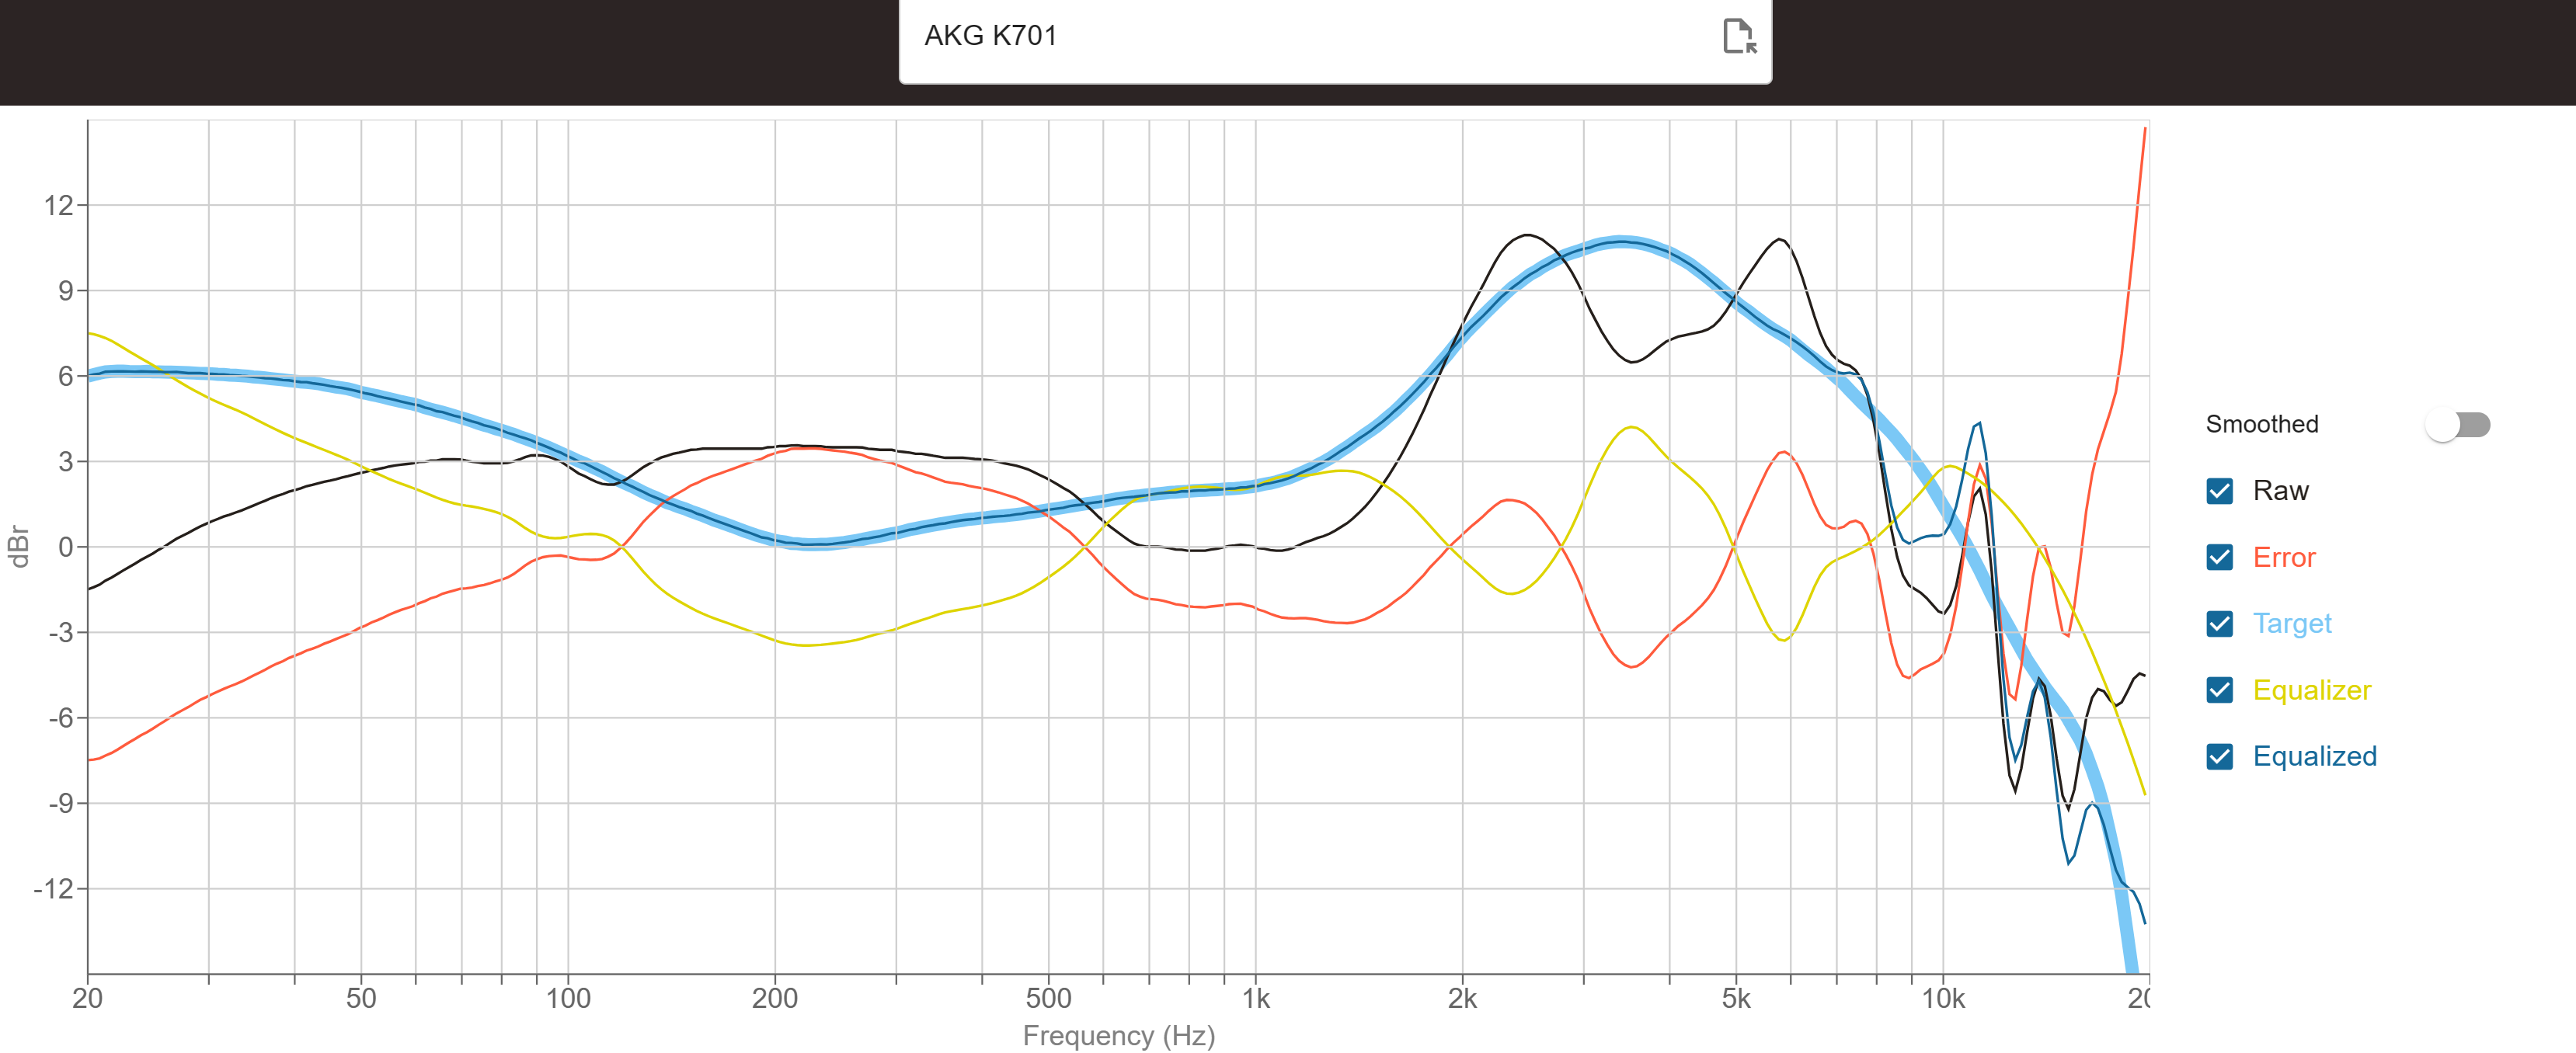 AKG K701
12
9
6
3
0
-3
-6
-9
-12
dBr
20 50 100 200 500 1k 2k 5k 10k
Frequency (Hz)
Smoothed
Raw
Error
Target
Equalizer
Equalized